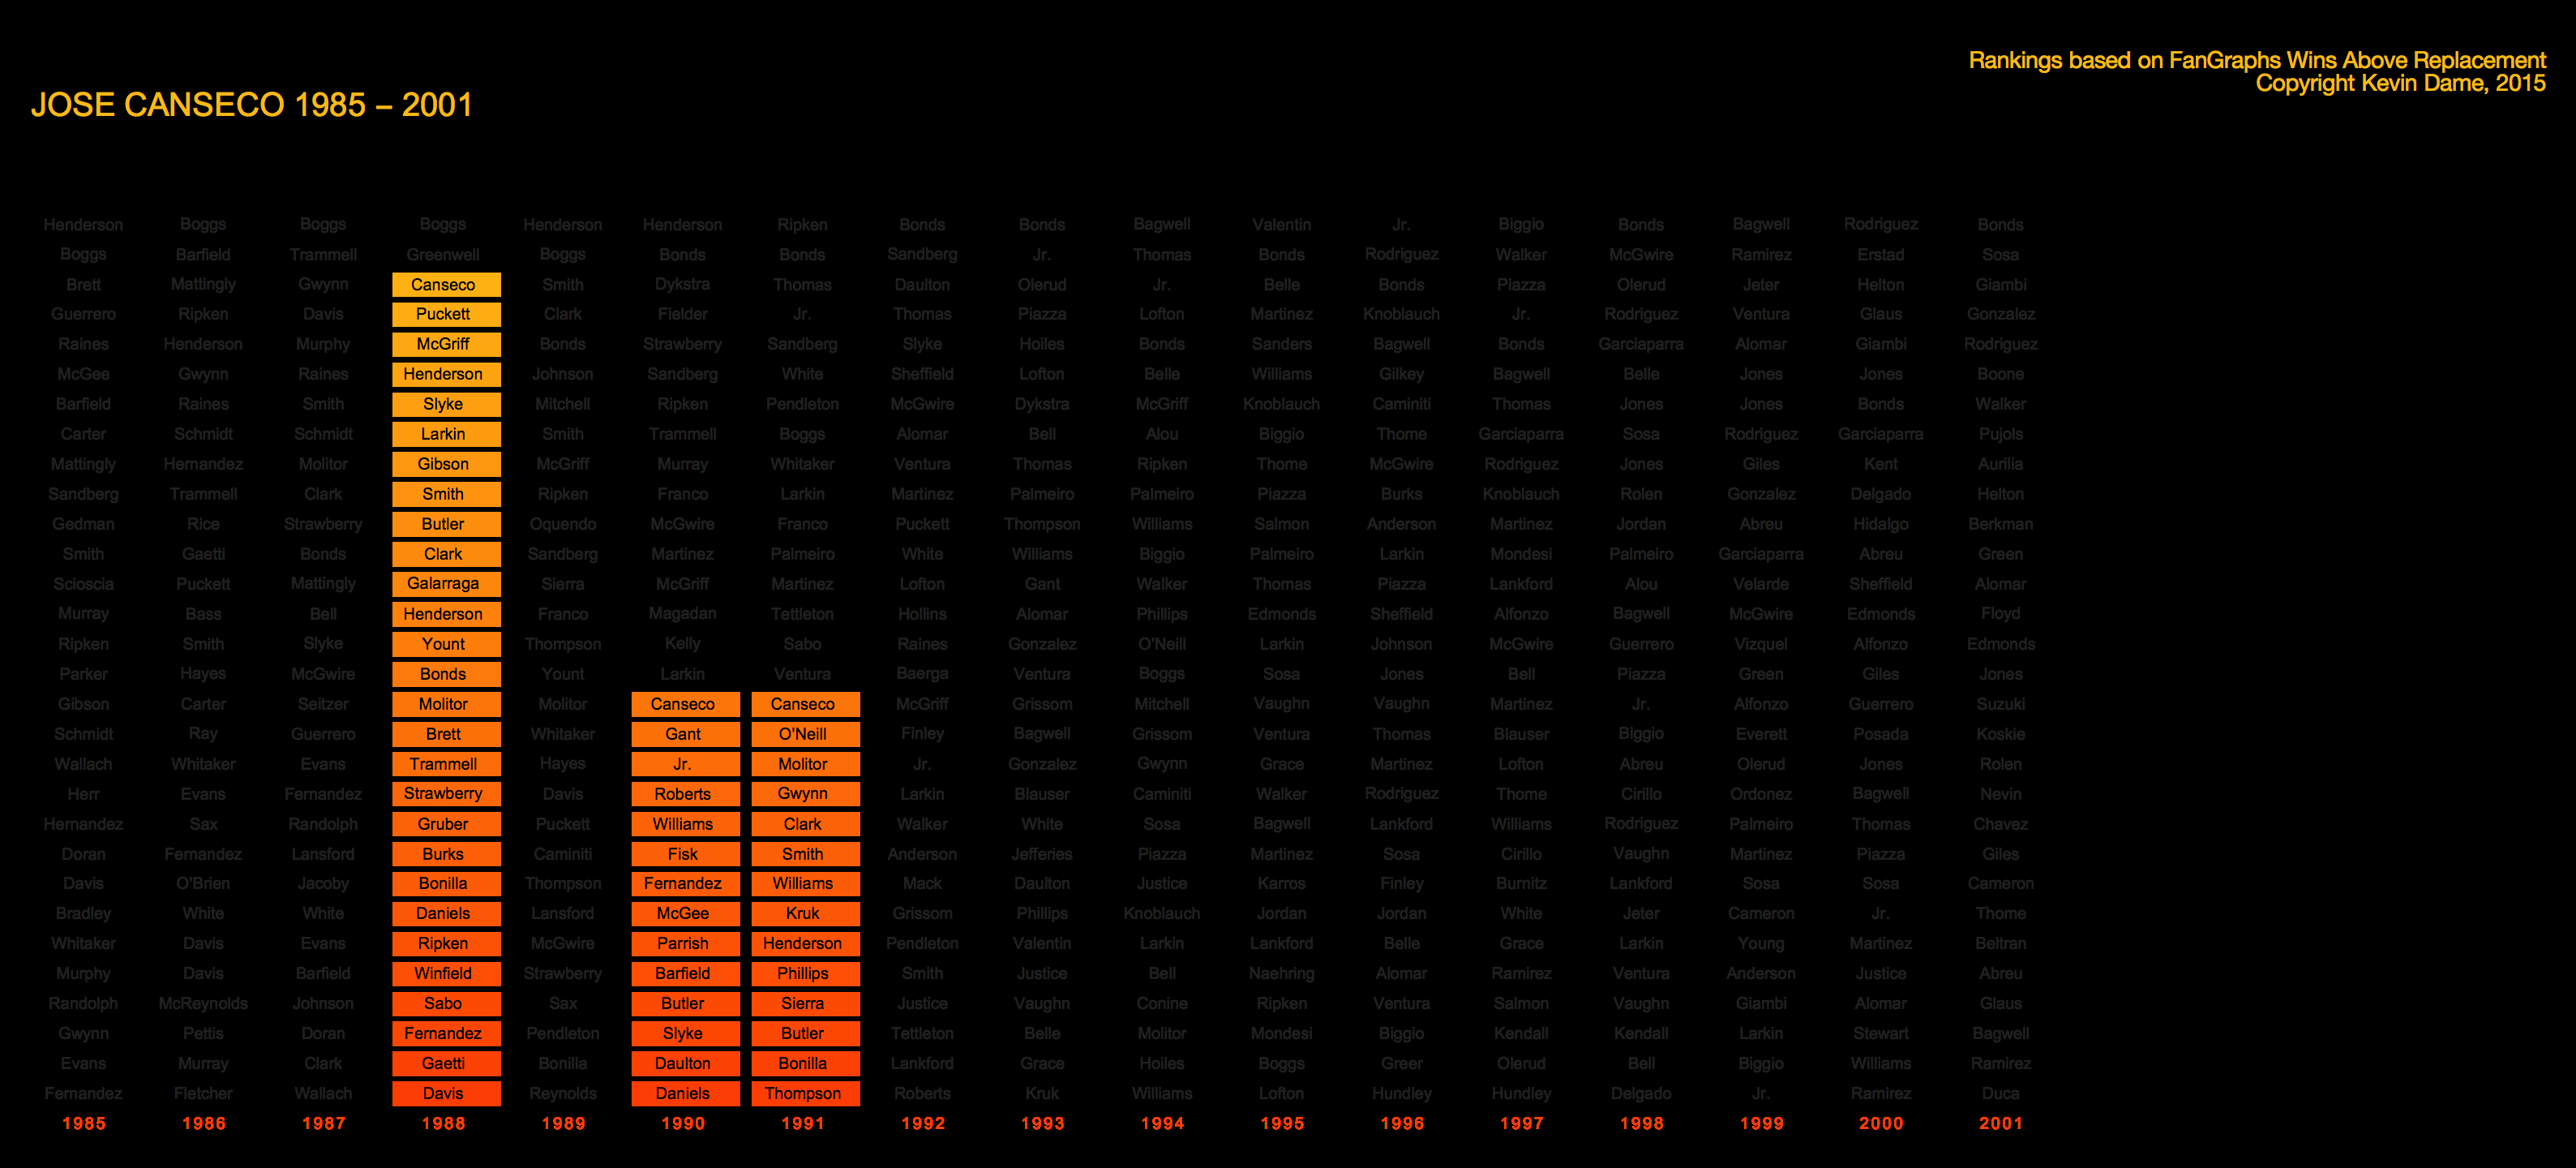 Rankings based on FanGraphs Wins Above Replacement
Copyright Kevin Dame, 2015
JOSE CANSECO 1985 – 2001
Henderson Boggs Boggs Boggs Henderson Henderson Ripken Bonds Bonds Bagwell Valentin Jr. Biggio Bonds Bagwell Rodriguez Bonds
Boggs Barfield Trammell Greenwell Boggs Bonds Bonds Sandberg Jr. Thomas Bonds Rodriguez Walker McGwire Ramirez Erstad Sosa
Brett Mattingly Gwynn Canseco Smith Dykstra Thomas Daulton Olerud Jr. Belle Bonds Piazza Olerud Jeter Helton Giambi
Guerrero Ripken Davis Puckett Clark Fielder Jr. Thomas Piazza Lofton Martinez Knoblauch Jr. Rodriguez Ventura Glaus Gonzalez
Raines Henderson Murphy McGriff Bonds Strawberry Sandberg Slyke Hoiles Bonds Sanders Bagwell Bonds Garciaparra Alomar Giambi Rodriguez
McGee Gwynn Raines Henderson Johnson Sandberg White Sheffield Lofton Belle Williams Gilkey Bagwell Belle Jones Jones Boone
Barfield Raines Smith Slyke Mitchell Ripken Pendleton McGwire Dykstra McGriff Knoblauch Caminiti Thomas Jones Jones Bonds Walker
Carter Schmidt Schmidt Larkin Smith Trammell Boggs Alomar Bell Alou Biggio Thome Garciaparra Sosa Rodriguez Garciaparra Pujols
Mattingly Hernandez Molitor Gibson McGriff Murray Whitaker Ventura Thomas Ripken Thome McGwire Rodriguez Jones Giles Kent Aurilia
Sandberg Trammell Clark Smith Ripken Franco Larkin Martinez Palmeiro Palmeiro Piazza Burks Knoblauch Rolen Gonzalez Delgado Helton
Gedman Rice Strawberry Butler Oquendo McGwire Franco Puckett Thompson Williams Salmon Anderson Martinez Jordan Abreu Hidalgo Berkman
Smith Gaetti Bonds Clark Sandberg Martinez Palmeiro White Williams Biggio Palmeiro Larkin Mondesi Palmeiro Garciaparra Abreu Green
Scioscia Puckett Mattingly Galarraga Sierra McGriff Martinez Lofton Gant Walker Thomas Piazza Lankford Alou Velarde Sheffield Alomar
Murray Bass Bell Henderson Franco Magadan Tettleton Hollins Alomar Phillips Edmonds Sheffield Alfonzo Bagwell McGwire Edmonds Floyd
Ripken Smith Slyke Yount Thompson Kelly Sabo Raines Gonzalez O'Neill Larkin Johnson McGwire Guerrero Vizquel Alfonzo Edmonds
Parker Hayes McGwire Bonds Yount Larkin Ventura Baerga Ventura Boggs Sosa Jones Bell Piazza Green Giles Jones
Gibson Carter Seitzer Molitor Molitor Canseco Canseco McGriff Grissom Mitchell Vaughn Vaughn Martinez Jr. Alfonzo Guerrero Suzuki
Schmidt Ray Guerrero Brett Whitaker Gant O'Neill Finley Bagwell Grissom Ventura Thomas Blauser Biggio Everett Posada Koskie
Wallach Whitaker Evans Trammell Hayes Jr. Molitor Jr. Gonzalez Gwynn Grace Martinez Lofton Abreu Olerud Jones Rolen
Herr Evans Fernandez Strawberry Davis Roberts Gwynn Larkin Blauser Caminiti Walker Rodriguez Thome Cirillo Ordonez Bagwell Nevin
Hernandez Sax Randolph Gruber Puckett Williams Clark Walker White Sosa Bagwell Lankford Williams Rodriguez Palmeiro Thomas Chavez
Doran Fernandez Lansford Burks Caminiti Fisk Smith Anderson Jefferies Piazza Martinez Sosa Cirillo Vaughn Martinez Piazza Giles
Davis O'Brien Jacoby Bonilla Thompson Fernandez Williams Mack Daulton Justice Karros Finley Burnitz Lankford Sosa Sosa Cameron
Bradley White White Daniels Lansford McGee Kruk Grissom Phillips Knoblauch Jordan Jordan White Jeter Cameron Jr. Thome
Whitaker Davis Evans Ripken McGwire Parrish Henderson Pendleton Valentin Larkin Lankford Belle Grace Larkin Young Martinez Beltran
Murphy Davis Barfield Winfield Strawberry Barfield Phillips Smith Justice Bell Naehring Alomar Ramirez Ventura Anderson Justice Abreu
Randolph McReynolds Johnson Sabo Sax Butler Sierra Justice Vaughn Conine Ripken Ventura Salmon Vaughn Giambi Alomar Glaus
Gwynn Pettis Doran Fernandez Pendleton Slyke Butler Tettleton Belle Molitor Mondesi Biggio Kendall Kendall Larkin Stewart Bagwell
Evans Murray Clark Gaetti Bonilla Daulton Bonilla Lankford Grace Hoiles Boggs Greer Olerud Bell Biggio Williams Ramirez
Fernandez Fletcher Wallach Davis Reynolds Daniels Thompson Roberts Kruk Williams Lofton Hundley Hundley Delgado Jr. Ramirez Duca
1985 1986 1987 1988 1989 1990 1991 1992 1993 1994 1995 1996 1997 1998 1999 2000 2001